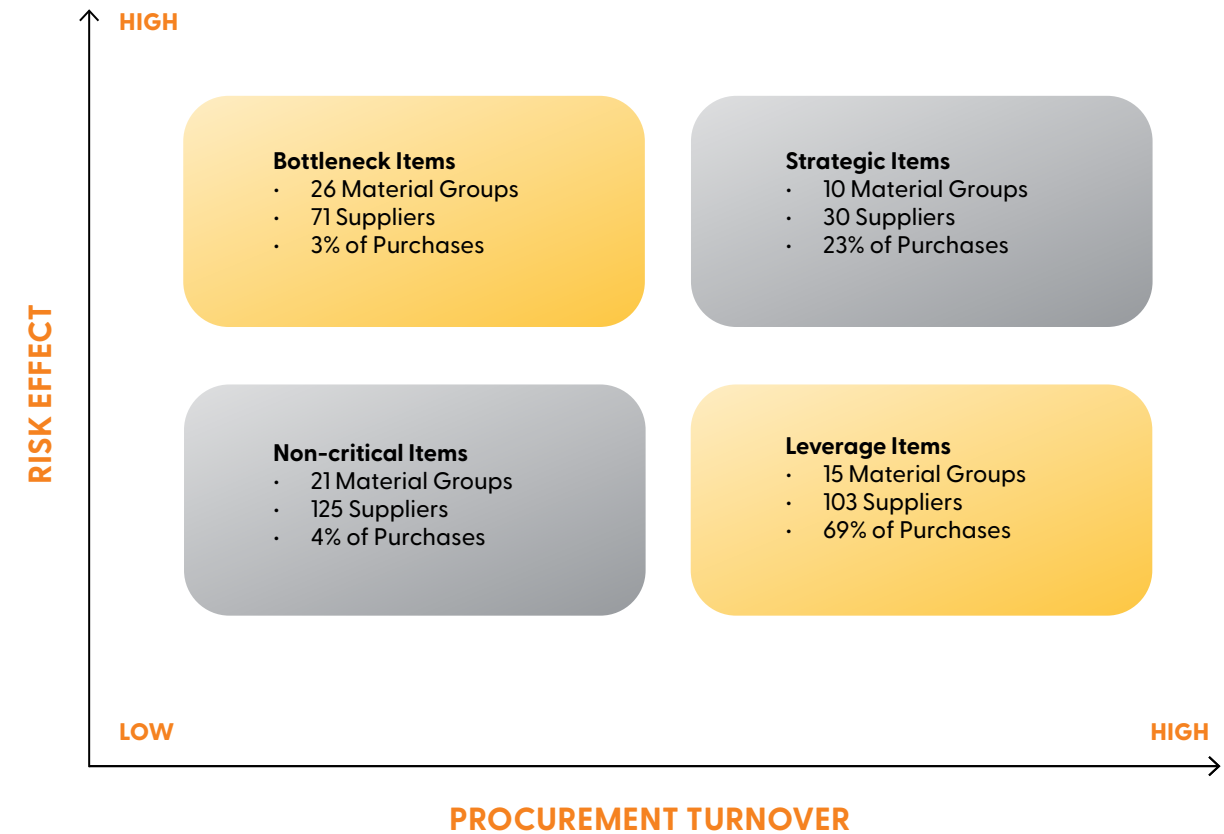 HIGH
Bottleneck Items
· 26 Material Groups
· 71 Suppliers
· 3% of Purchases
Strategic Items
· 10 Material Groups
· 30 Suppliers
· 23% of Purchases
RISK EFFECT
Non-critical Items
· 21 Material Groups
· 125 Suppliers
· 4% of Purchases
Leverage Items
· 15 Material Groups
· 103 Suppliers
· 69% of Purchases
LOW
HIGH
PROCUREMENT TURNOVER